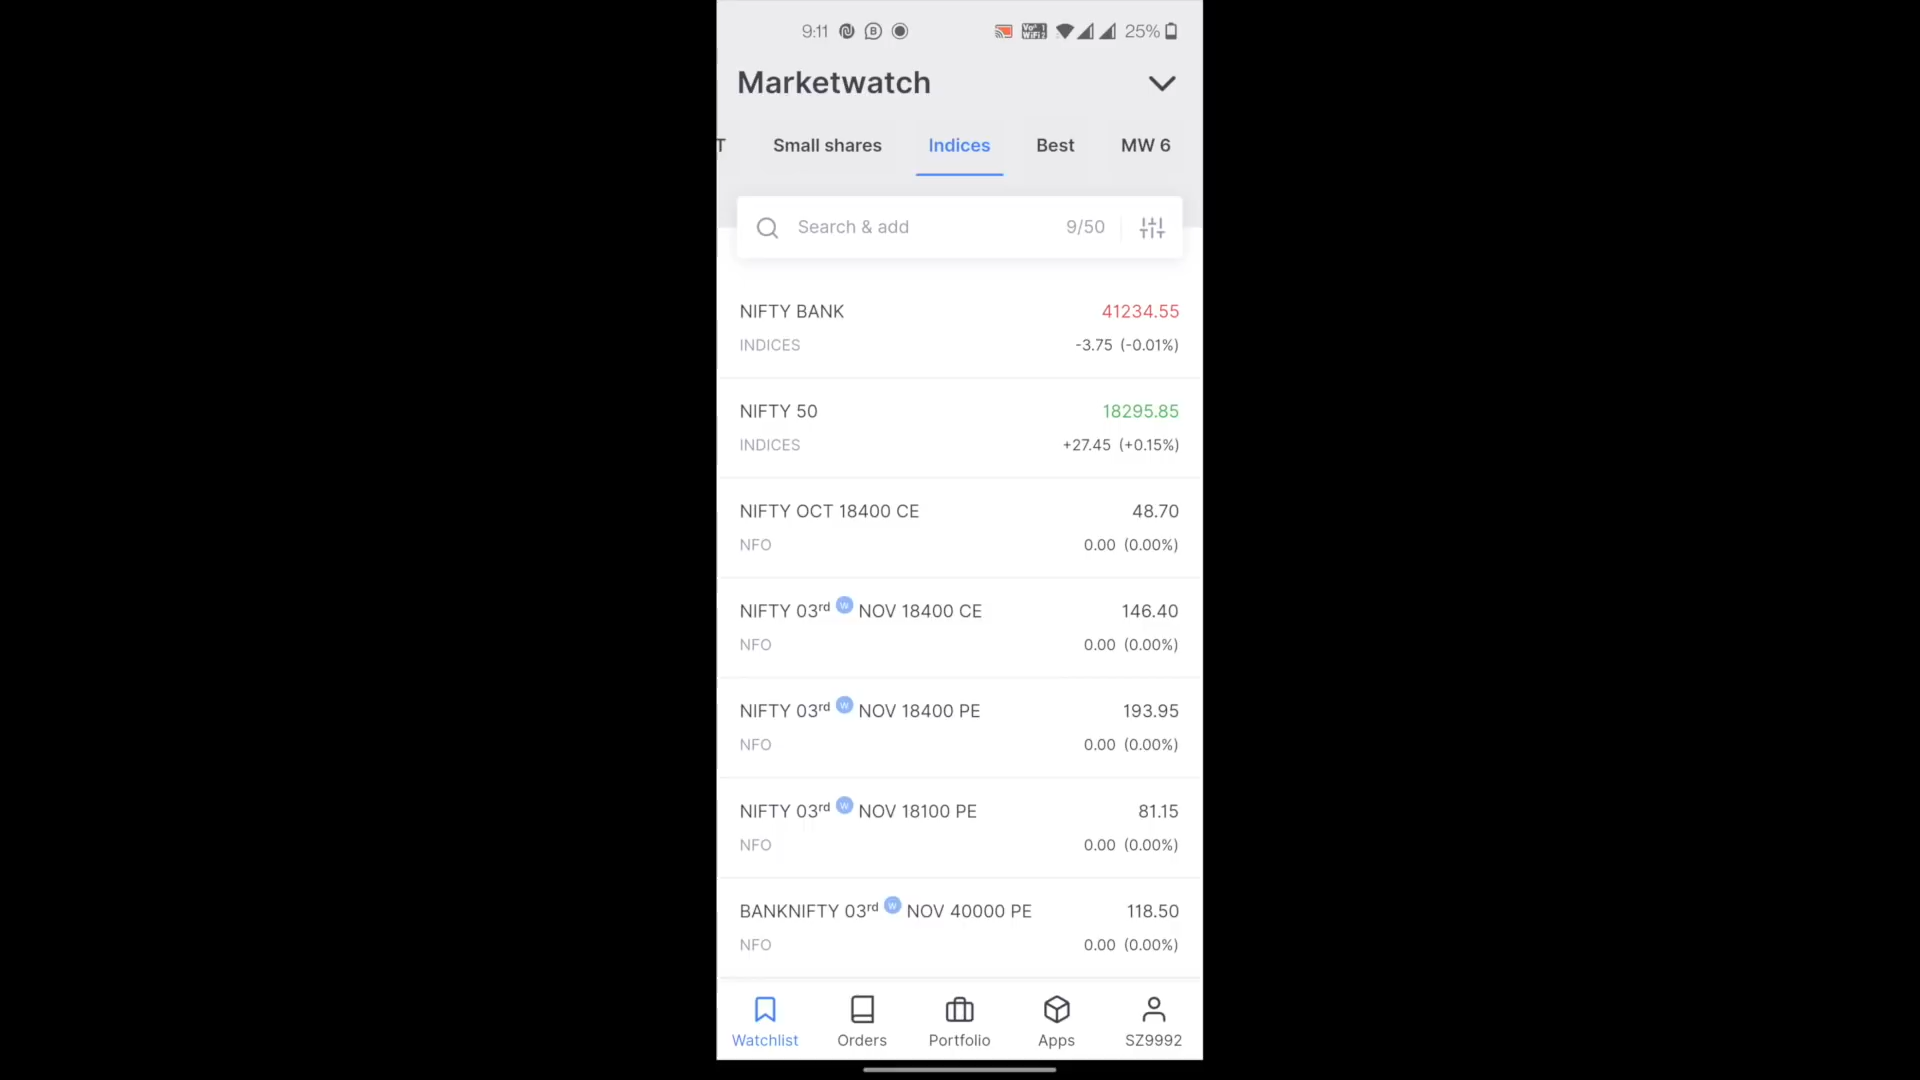 9:11 25%
Marketwatch
T Small shares Indices Best MW 6
Search & add 9/50
NIFTY BANK 41234.55
INDICES -3.75 (-0.01%)
NIFTY 50 18295.85
INDICES +27.45 (+0.15%)
NIFTY OCT 18400 CE 48.70
NFO 0.00 (0.00%)
NIFTY 03rd W NOV 18400 CE 146.40
NFO 0.00 (0.00%)
NIFTY 03rd W NOV 18400 PE 193.95
NFO 0.00 (0.00%)
NIFTY 03rd W NOV 18100 PE 81.15
NFO 0.00 (0.00%)
BANKNIFTY 03rd W NOV 40000 PE 118.50
NFO 0.00 (0.00%)
Watchlist Orders Portfolio Apps SZ9992